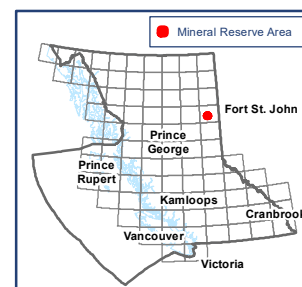 Mineral Reserve Area
Fort St. John
Prince
George
Prince
Rupert
Kamloops
Cranbrook
Vancouver
Victoria